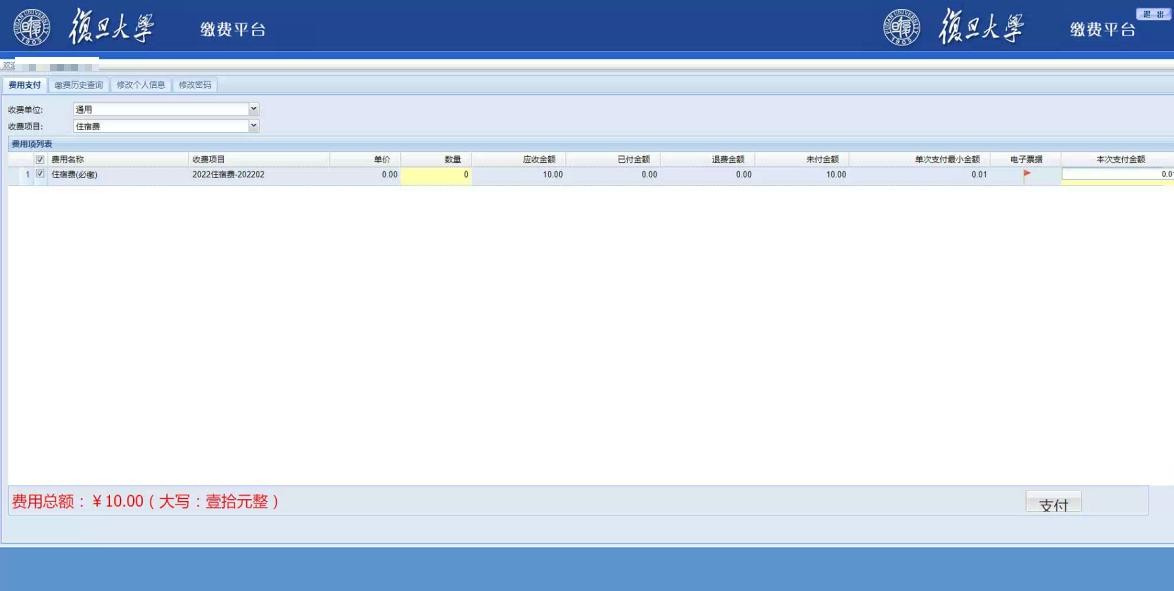 復旦大學 缴费平台 復旦大學 缴费平台 退 出
费用支付 缴费历史查询 修改个人信息 修改密码
收费单位: 通用
收费项目: 住宿费
费用项列表
费用名称 收费项目 单价 数量 应收金额 已付金额 退费金额 未付金额 单次支付最小金额 电子票据 本次支付金额
1 住宿费(必缴) 2022住宿费-202202 0.00 0 10.00 0.00 0.00 10.00 0.01 0.01
费用总额：￥10.00（大写：壹拾元整） 支付